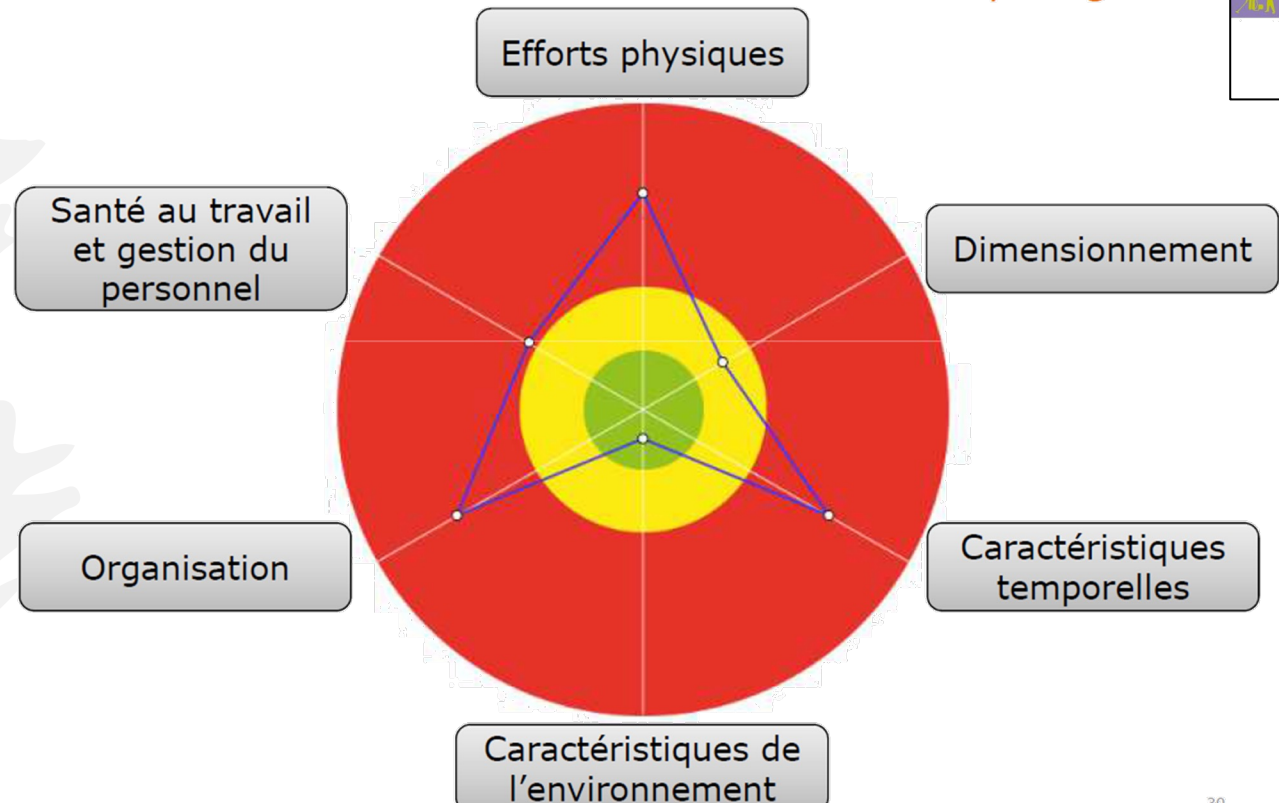 Efforts physiques
Santé au travail
et gestion du
personnel
Dimensionnement
Organisation
Caractéristiques
temporelles
Caractéristiques de
l'environnement